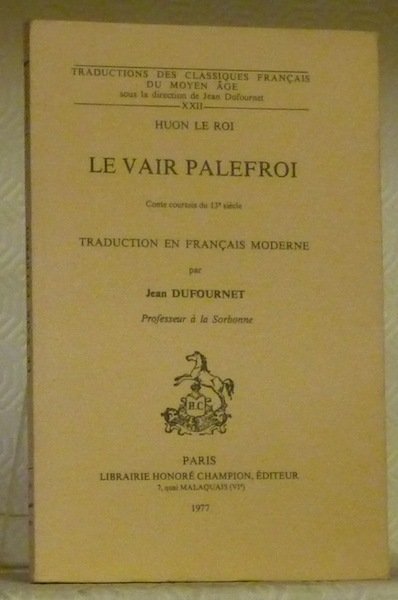 TRADUCTIONS DES CLASSIQUES FRANÇAIS
DU MOYEN ÂGE
sous la direction de Jean Dufournet
XXII
HUON LE ROI
LE VAIR PALEFROI
Conte courtois du 13e siècle
TRADUCTION EN FRANÇAIS MODERNE
par
Jean DUFOURNET
Professeur à la Sorbonne
H.C
PARIS
LIBRAIRIE HONORÉ CHAMPION, ÉDITEUR
7, quai MALAQUAIS (VIe)
1977